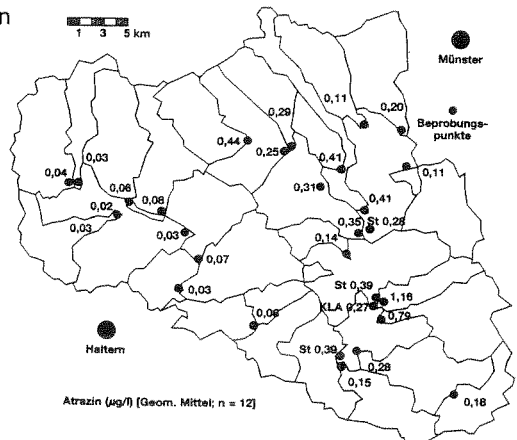 n
1 3 5 km
Münster
Beprobungs-
punkte
0,11
0,20
0,29
0,44
0,25
0,41
0,11
0,03
0,04
0,31
0,06
0,08
0,02
0,41
0,03
0,03
0,35 St 0,28
0,14
0,07
0,03
St 0,39
1,16
KLA 0,27
0,79
0,06
Haltern
St 0,39
0,28
0,15
0,18
Atrazin (µg/l) [Geom. Mittel; n = 12]